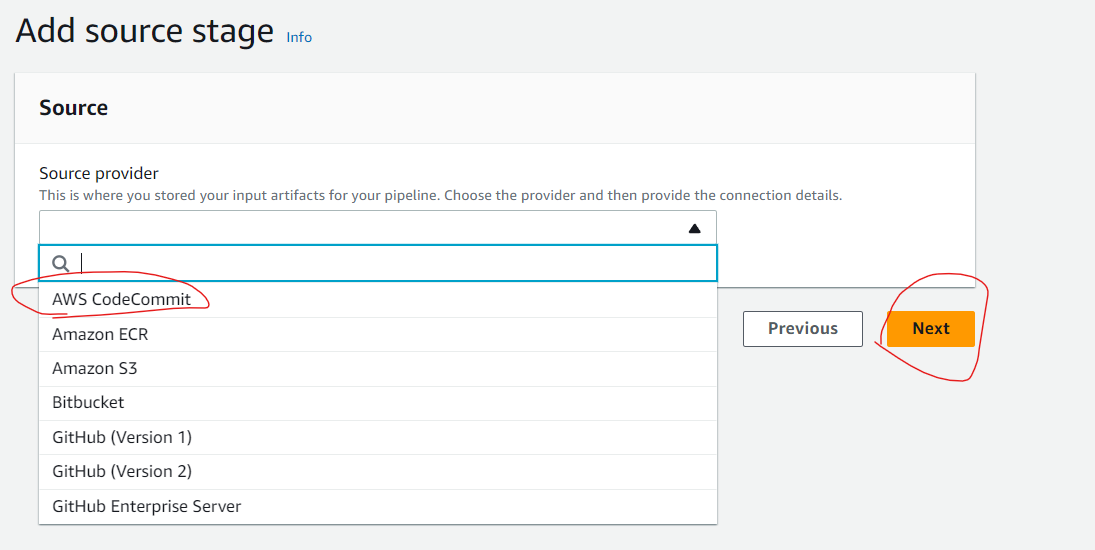 Add source stage Info
Source
Source provider
This is where you stored your input artifacts for your pipeline. Choose the provider and then provide the connection details.
AWS CodeCommit
Amazon ECR
Amazon S3
Bitbucket
GitHub (Version 1)
GitHub (Version 2)
GitHub Enterprise Server
Previous Next